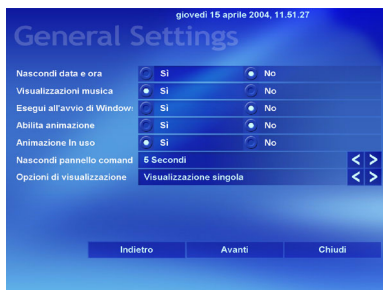 giovedì 15 aprile 2004, 11.51.27
General Settings
Nascondi data e ora Sì No
Visualizzazioni musica Sì No
Esegui all'avvio di Window: Sì No
Abilita animazione Sì No
Animazione In uso Sì No
Nascondi pannello comand 5 Secondi < >
Opzioni di visualizzazione Visualizzazione singola < >
Indietro Avanti Chiudi